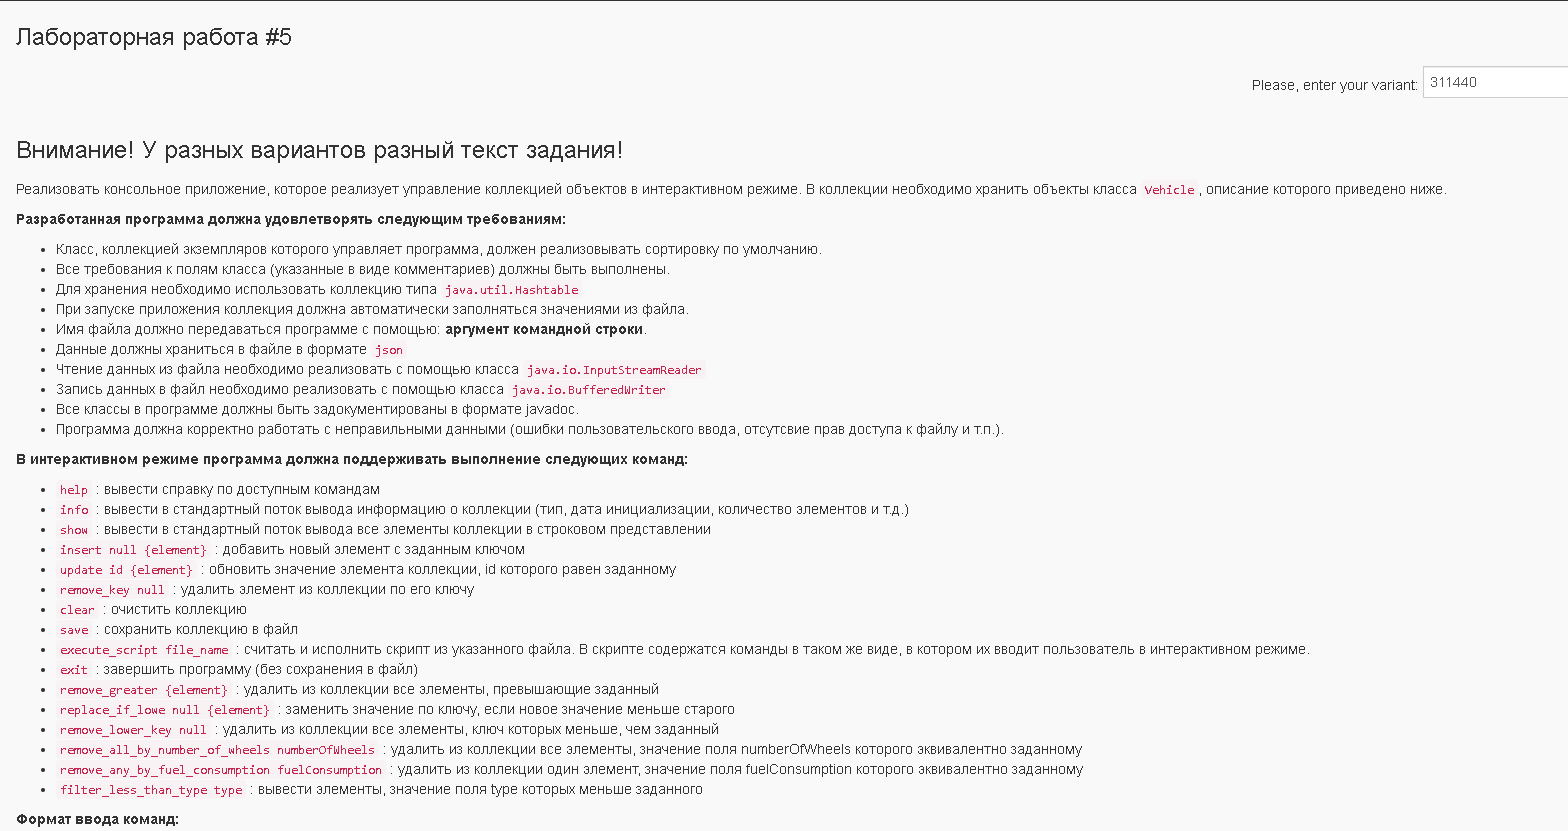 Лабораторная работа #5
Please, enter your variant: 311440
Внимание! У разных вариантов разный текст задания!
Реализовать консольное приложение, которое реализует управление коллекцией объектов в интерактивном режиме. В коллекции необходимо хранить объекты класса Vehicle, описание которого приведено ниже.
Разработанная программа должна удовлетворять следующим требованиям:
• Класс, коллекцией экземпляров которого управляет программа, должен реализовывать сортировку по умолчанию.
• Все требования к полям класса (указанные в виде комментариев) должны быть выполнены.
• Для хранения необходимо использовать коллекцию типа java.util.Hashtable
• При запуске приложения коллекция должна автоматически заполняться значениями из файла.
• Имя файла должно передаваться программе с помощью: аргумент командной строки.
• Данные должны храниться в файле в формате json
• Чтение данных из файла необходимо реализовать с помощью класса java.io.InputStreamReader
• Запись данных в файл необходимо реализовать с помощью класса java.io.BufferedWriter
• Все классы в программе должны быть задокументированы в формате javadoc.
• Программа должна корректно работать с неправильными данными (ошибки пользовательского ввода, отсутсвие прав доступа к файлу и т.п.).
В интерактивном режиме программа должна поддерживать выполнение следующих команд:
• help : вывести справку по доступным командам
• info : вывести в стандартный поток вывода информацию о коллекции (тип, дата инициализации, количество элементов и т.д.)
• show : вывести в стандартный поток вывода все элементы коллекции в строковом представлении
• insert null {element} : добавить новый элемент с заданным ключом
• update id {element} : обновить значение элемента коллекции, id которого равен заданному
• remove_key null : удалить элемент из коллекции по его ключу
• clear : очистить коллекцию
• save : сохранить коллекцию в файл
• execute_script file_name : считать и исполнить скрипт из указанного файла. В скрипте содержатся команды в таком же виде, в котором их вводит пользователь в интерактивном режиме.
• exit : завершить программу (без сохранения в файл)
• remove_greater {element} : удалить из коллекции все элементы, превышающие заданный
• replace_if_lowe null {element} : заменить значение по ключу, если новое значение меньше старого
• remove_lower_key null : удалить из коллекции все элементы, ключ которых меньше, чем заданный
• remove_all_by_number_of_wheels numberOfWheels : удалить из коллекции все элементы, значение поля numberOfWheels которого эквивалентно заданному
• remove_any_by_fuel_consumption fuelConsumption : удалить из коллекции один элемент, значение поля fuelConsumption которого эквивалентно заданному
• filter_less_than_type type : вывести элементы, значение поля type которых меньше заданного
Формат ввода команд: